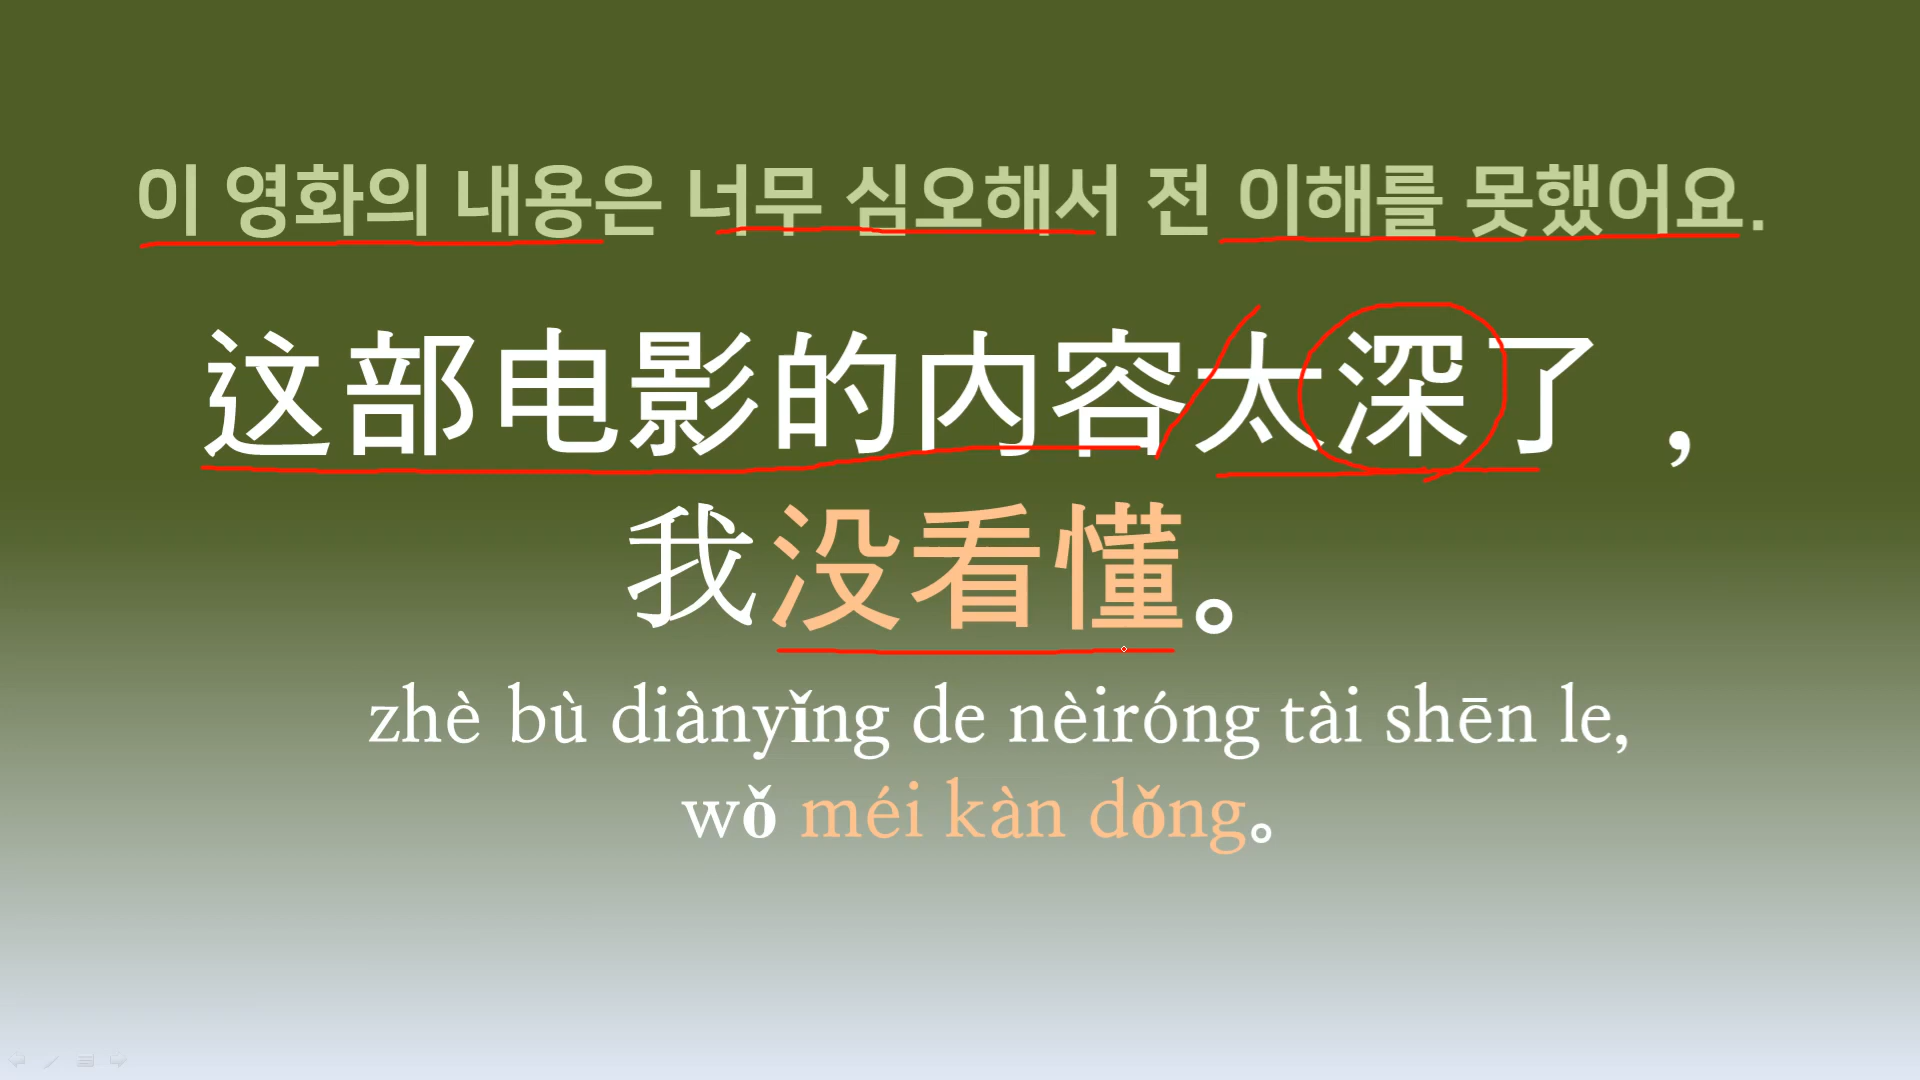 이 영화의 내용은 너무 심오해서 전 이해를 못했어요.
这部电影的内容太深了，
我没看懂。
zhè bù diànyǐng de nèiróng tài shēn le,
wǒ méi kàn dǒng。